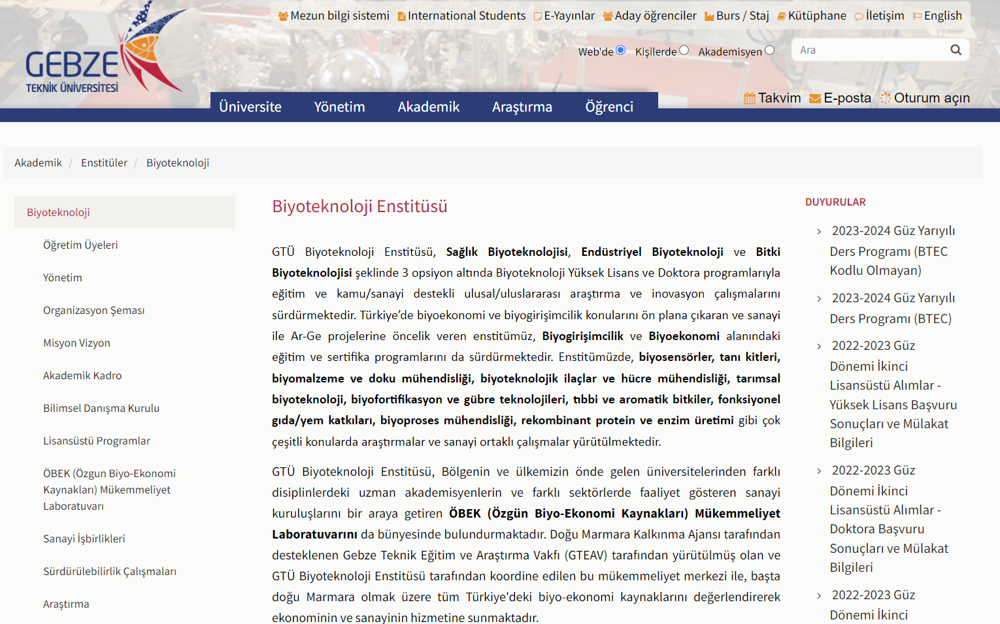 Mezun bilgi sistemi International Students E-Yayınlar Aday öğrenciler Burs / Staj Kütüphane İletişim English
GEBZE
TEKNİK ÜNİVERSİTESİ
Web'de Kişilerde Akademisyen Ara
Takvim E-posta Oturum açın
Üniversite Yönetim Akademik Araştırma Öğrenci
Akademik / Enstitüler / Biyoteknoloji
Biyoteknoloji
Öğretim Üyeleri
Yönetim
Organizasyon Şeması
Misyon Vizyon
Akademik Kadro
Bilimsel Danışma Kurulu
Lisansüstü Programlar
ÖBEK (Özgun Biyo-Ekonomi
Kaynakları) Mükemmeliyet
Laboratuvarı
Sanayi İşbirlikleri
Sürdürülebilirlik Çalışmaları
Araştırma
Biyoteknoloji Enstitüsü
GTÜ Biyoteknoloji Enstitüsü, Sağlık Biyoteknolojisi, Endüstriyel Biyoteknoloji ve Bitki
Biyoteknolojisi şeklinde 3 opsiyon altında Biyoteknoloji Yüksek Lisans ve Doktora programlarıyla
eğitim ve kamu/sanayi destekli ulusal/uluslararası araştırma ve inovasyon çalışmalarını
sürdürmektedir. Türkiye’de biyoekonomi ve biyogirişimcilik konularını ön plana çıkaran ve sanayi
ile Ar-Ge projelerine öncelik veren enstitümüz, Biyogirişimcilik ve Biyoekonomi alanındaki
eğitim ve sertifika programlarını da sürdürmektedir. Enstitümüzde, biyosensörler, tanı kitleri,
biyomalzeme ve doku mühendisliği, biyoteknolojik ilaçlar ve hücre mühendisliği, tarımsal
biyoteknoloji, biyofortifikasyon ve gübre teknolojileri, tıbbi ve aromatik bitkiler, fonksiyonel
gıda/yem katkıları, biyoproses mühendisliği, rekombinant protein ve enzim üretimi gibi çok
çeşitli konularda araştırmalar ve sanayi ortaklı çalışmalar yürütülmektedir.
GTÜ Biyoteknoloji Enstitüsü, Bölgenin ve ülkemizin önde gelen üniversitelerinden farklı
disiplinlerdeki uzman akademisyenlerin ve farklı sektörlerde faaliyet gösteren sanayi
kuruluşlarını bir araya getiren ÖBEK (Özgün Biyo-Ekonomi Kaynakları) Mükemmeliyet
Laboratuvarını da bünyesinde bulundurmaktadır. Doğu Marmara Kalkınma Ajansı tarafından
desteklenen Gebze Teknik Eğitim ve Araştırma Vakfı (GTEAV) tarafından yürütülmüş olan ve
GTÜ Biyoteknoloji Enstitüsü tarafından koordine edilen bu mükemmeliyet merkezi ile, başta
doğu Marmara olmak üzere tüm Türkiye'deki biyo-ekonomi kaynaklarını değerlendirerek
ekonominin ve sanayinin hizmetine sunmaktadır.
DUYURULAR
2023-2024 Güz Yarıyılı
Ders Programı (BTEC
Kodlu Olmayan)
2023-2024 Güz Yarıyılı
Ders Programı (BTEC)
2022-2023 Güz
Dönemi İkinci
Lisansüstü Alımlar -
Yüksek Lisans Başvuru
Sonuçları ve Mülakat
Bilgileri
2022-2023 Güz
Dönemi İkinci
Lisansüstü Alımlar -
Doktora Başvuru
Sonuçları ve Mülakat
Bilgileri
2022-2023 Güz
Dönemi İkinci